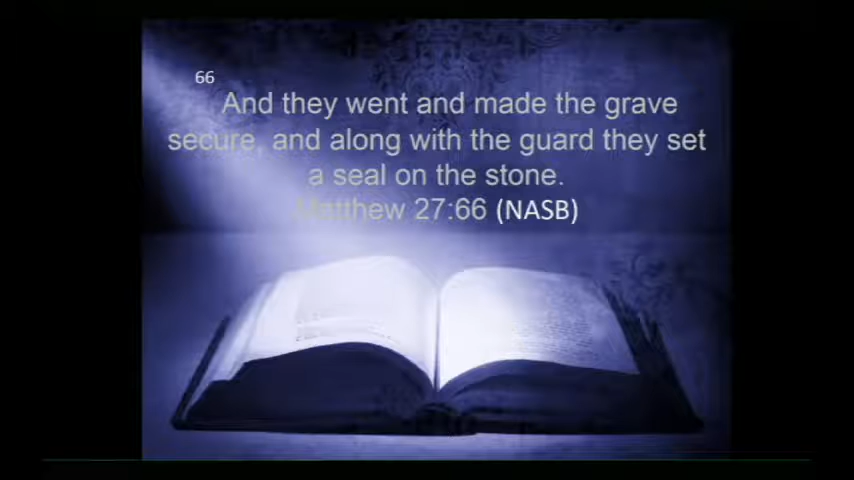 66
And they went and made the grave
secure, and along with the guard they set
a seal on the stone.
Matthew 27:66 (NASB)